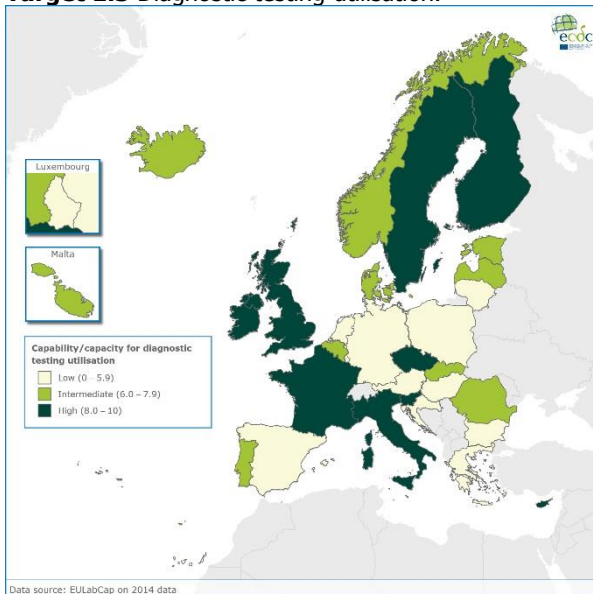 ecdc
Luxembourg
Malta
Capability/capacity for diagnostic
testing utilisation
Low (0 – 5.9)
Intermediate (6.0 – 7.9)
High (8.0 – 10)
Data source: EULabCap on 2014 data